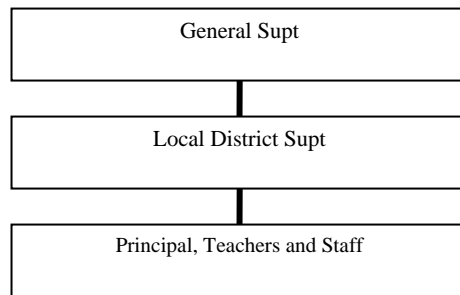 General Supt
Local District Supt
Principal, Teachers and Staff